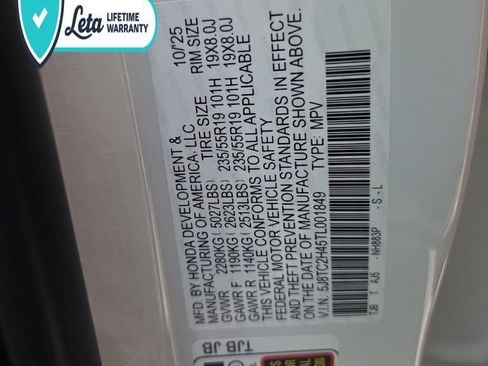 Leta LIFETIME
WARRANTY
MFD. BY HONDA DEVELOPMENT & 10/25
MANUFACTURING OF AMERICA, LLC
TIRE SIZE RIM SIZE
GVWR 2280KG(5027LBS)
GAWR F 1190KG(2623LBS) 235/55R19 101H 19X8.0J
GAWR R 1140KG(2513LBS) 235/55R19 101H 19X8.0J
THIS VEHICLE CONFORMS TO ALL APPLICABLE
FEDERAL MOTOR VEHICLE SAFETY
AND THEFT PREVENTION STANDARDS IN EFFECT
ON THE DATE OF MANUFACTURE SHOWN ABOVE.
V.I.N. 5J8TC2H45TL001849 TYPE: MPV
TJB T AJ5 -NH883P - S - L
TJB JB